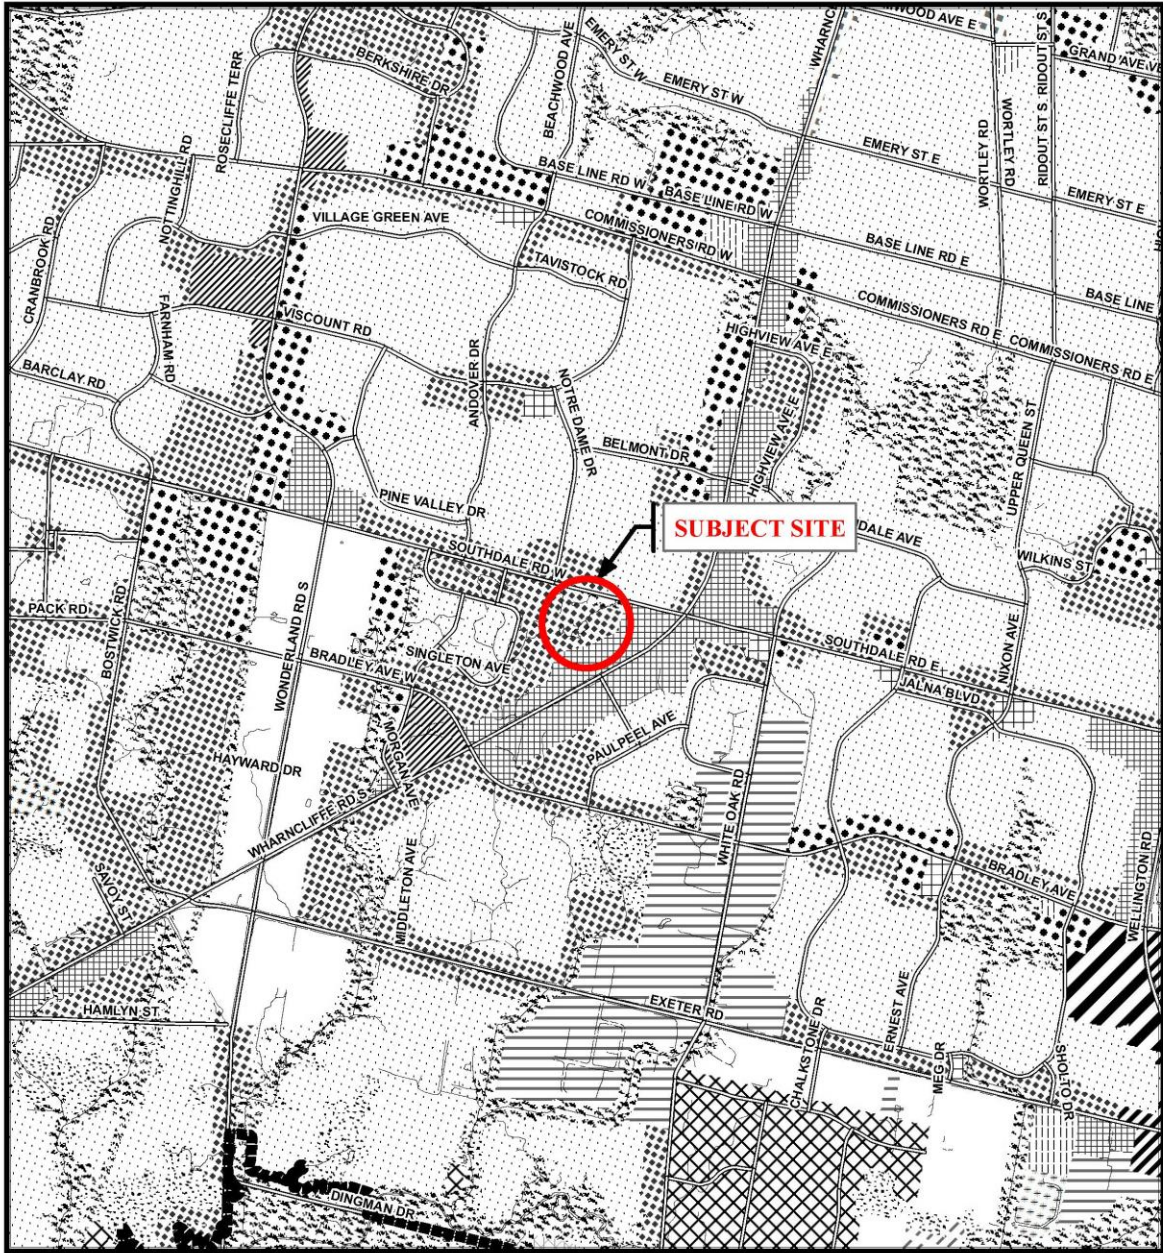 WOOD AVE E
WHARNC
RIDOUT ST S
GRAND AVE
EMERY ST W
BEACHWOOD AVE
BERKSHIRE DR
ROSECLIFFE TERR
EMERY ST W
WORTLEY RD
WORTLEY RD
RIDOUT ST S
EMERY ST E
EMERY ST E
NOTTINGHILL RD
BASE LINE RD W
BASE LINE RD W
VILLAGE GREEN AVE
COMMISSIONERS RD W
BASE LINE RD E
CRANBROOK RD
TAVISTOCK RD
BASE LINE
COMMISSIONERS RD E
COMMISSIONERS RD E
FARNHAM RD
VISCOUNT RD
HIGHVIEW AVE E
BARCLAY RD
ANDOVER DR
NOTRE DAME DR
HIGHVIEW AVE E
UPPER QUEEN ST
BELMONT DR
PINE VALLEY DR
SUBJECT SITE
DALE AVE
SOUTHDALE RD W
WILKINS ST
PACK RD
BOSTWICK RD
WONDERLAND RD S
BRADLEY AVE W
SINGLETON AVE
SOUTHDALE RD E
NIXON AVE
JALNA BLVD
MORGAN AVE
PAULPEEL AVE
HAYWARD DR
WHARNCLIFFE RD S
WHITE OAK RD
MIDDLETON AVE
SAVOY ST
BRADLEY AVE
WELLINGTON RD
EXETER RD
HAMLYN ST
CHALKSTONE DR
ERNEST AVE
MEG DR
SHOLTO DR
DINGMAN DR